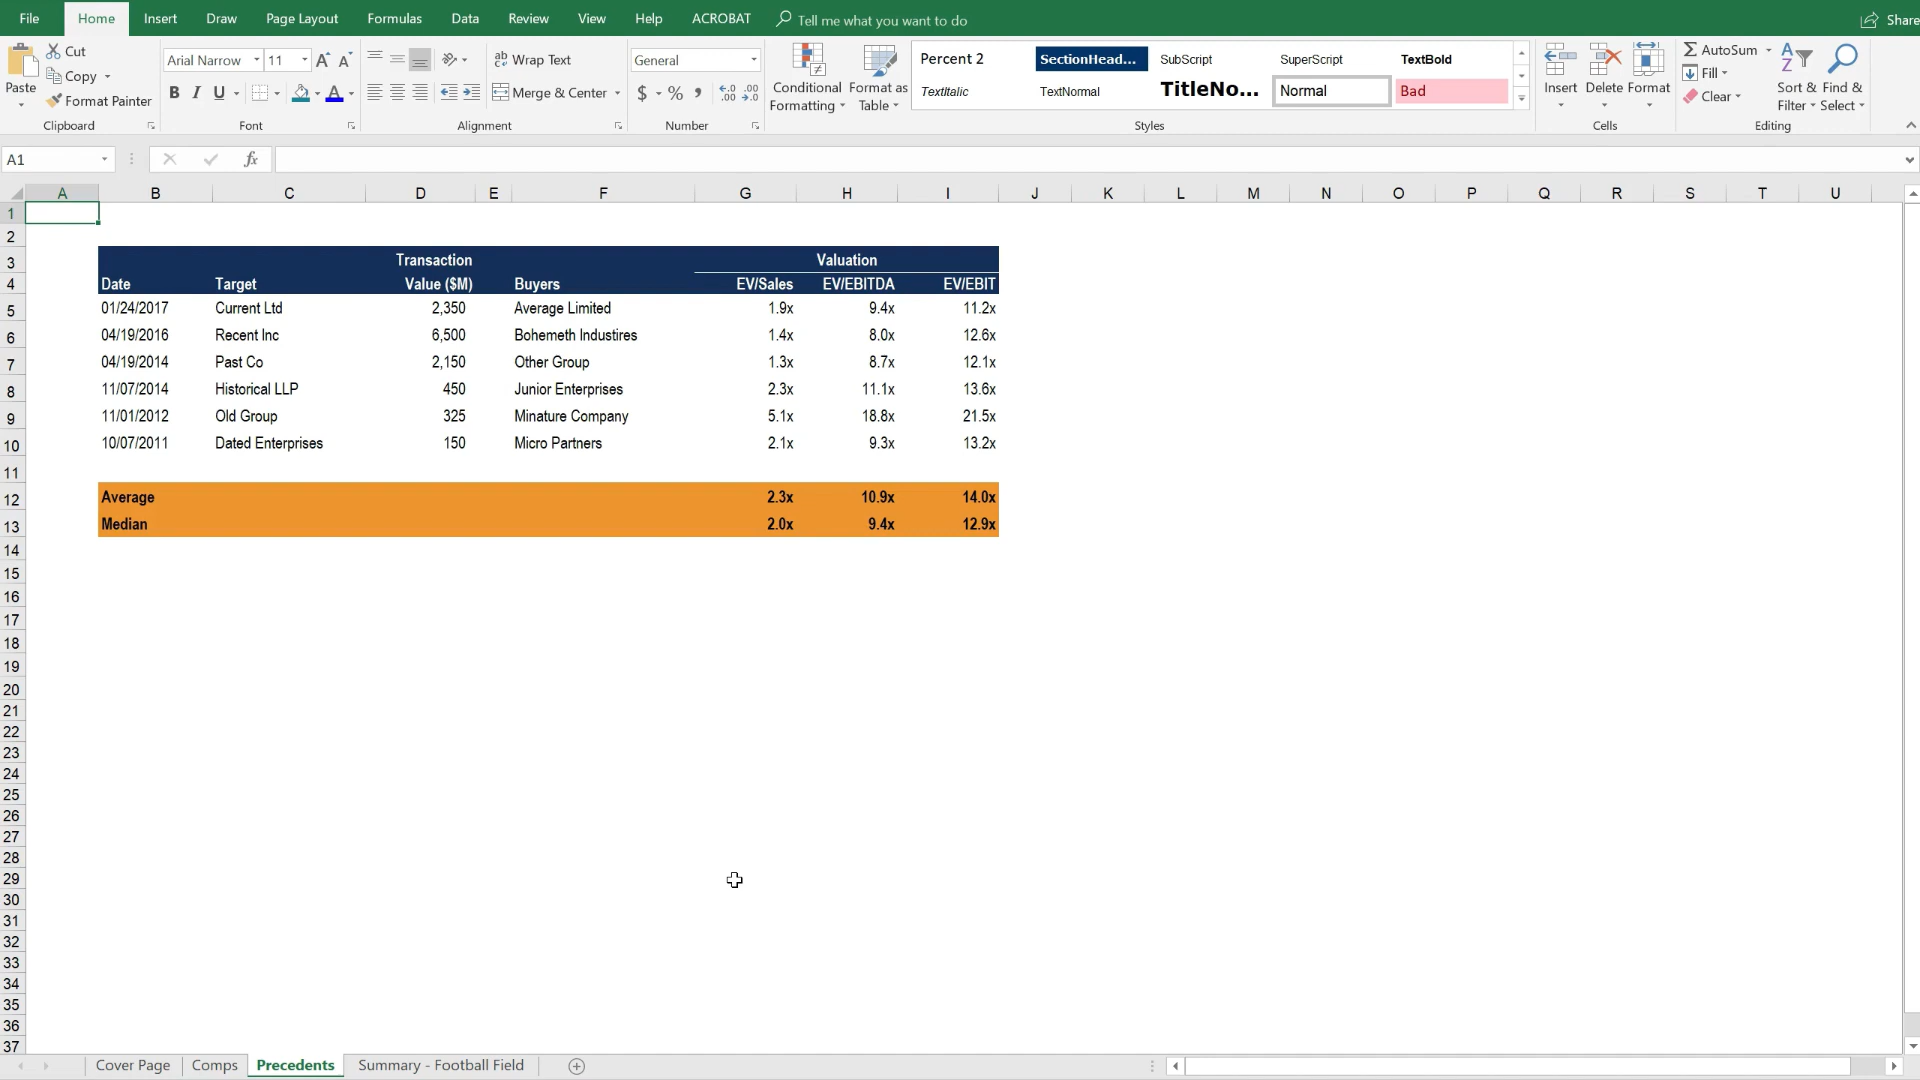 File Home Insert Draw Page Layout Formulas Data Review View Help ACROBAT Tell me what you want to do Share
Paste Cut Copy Format Painter
Clipboard
Arial Narrow 11
B I U A
Font
ab Wrap Text
Merge & Center
Alignment
General
$ % ,
Number
Conditional Formatting
Format as Table
Percent 2 SectionHead... SubScript SuperScript TextBold
TextItalic TextNormal TitleNo... Normal Bad
Styles
Insert Delete Format
Cells
AutoSum
Fill
Clear
Sort & Filter
Find & Select
Editing
A1 fx
A B C D E F G H I J K L M N O P Q R S T U
1
2
3 Transaction Valuation
4 Date Target Value ($M) Buyers EV/Sales EV/EBITDA EV/EBIT
5 01/24/2017 Current Ltd 2,350 Average Limited 1.9x 9.4x 11.2x
6 04/19/2016 Recent Inc 6,500 Bohemeth Industires 1.4x 8.0x 12.6x
7 04/19/2014 Past Co 2,150 Other Group 1.3x 8.7x 12.1x
8 11/07/2014 Historical LLP 450 Junior Enterprises 2.3x 11.1x 13.6x
9 11/01/2012 Old Group 325 Minature Company 5.1x 18.8x 21.5x
10 10/07/2011 Dated Enterprises 150 Micro Partners 2.1x 9.3x 13.2x
11
12 Average 2.3x 10.9x 14.0x
13 Median 2.0x 9.4x 12.9x
14
15
16
17
18
19
20
21
22
23
24
25
26
27
28
29
30
31
32
33
34
35
36
37
Cover Page Comps Precedents Summary - Football Field